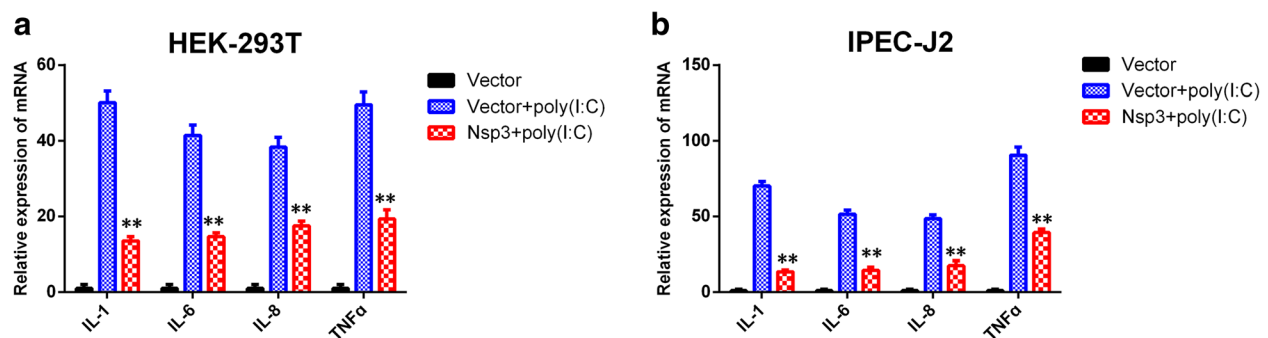 a
HEK-293T
Relative expression of mRNA
60
40
20
0
**
**
**
**
IL-1
IL-6
IL-8
TNFα
Vector
Vector+poly(I:C)
Nsp3+poly(I:C)
b
IPEC-J2
Relative expression of mRNA
150
100
50
0
**
**
**
**
IL-1
IL-6
IL-8
TNFα
Vector
Vector+poly(I:C)
Nsp3+poly(I:C)